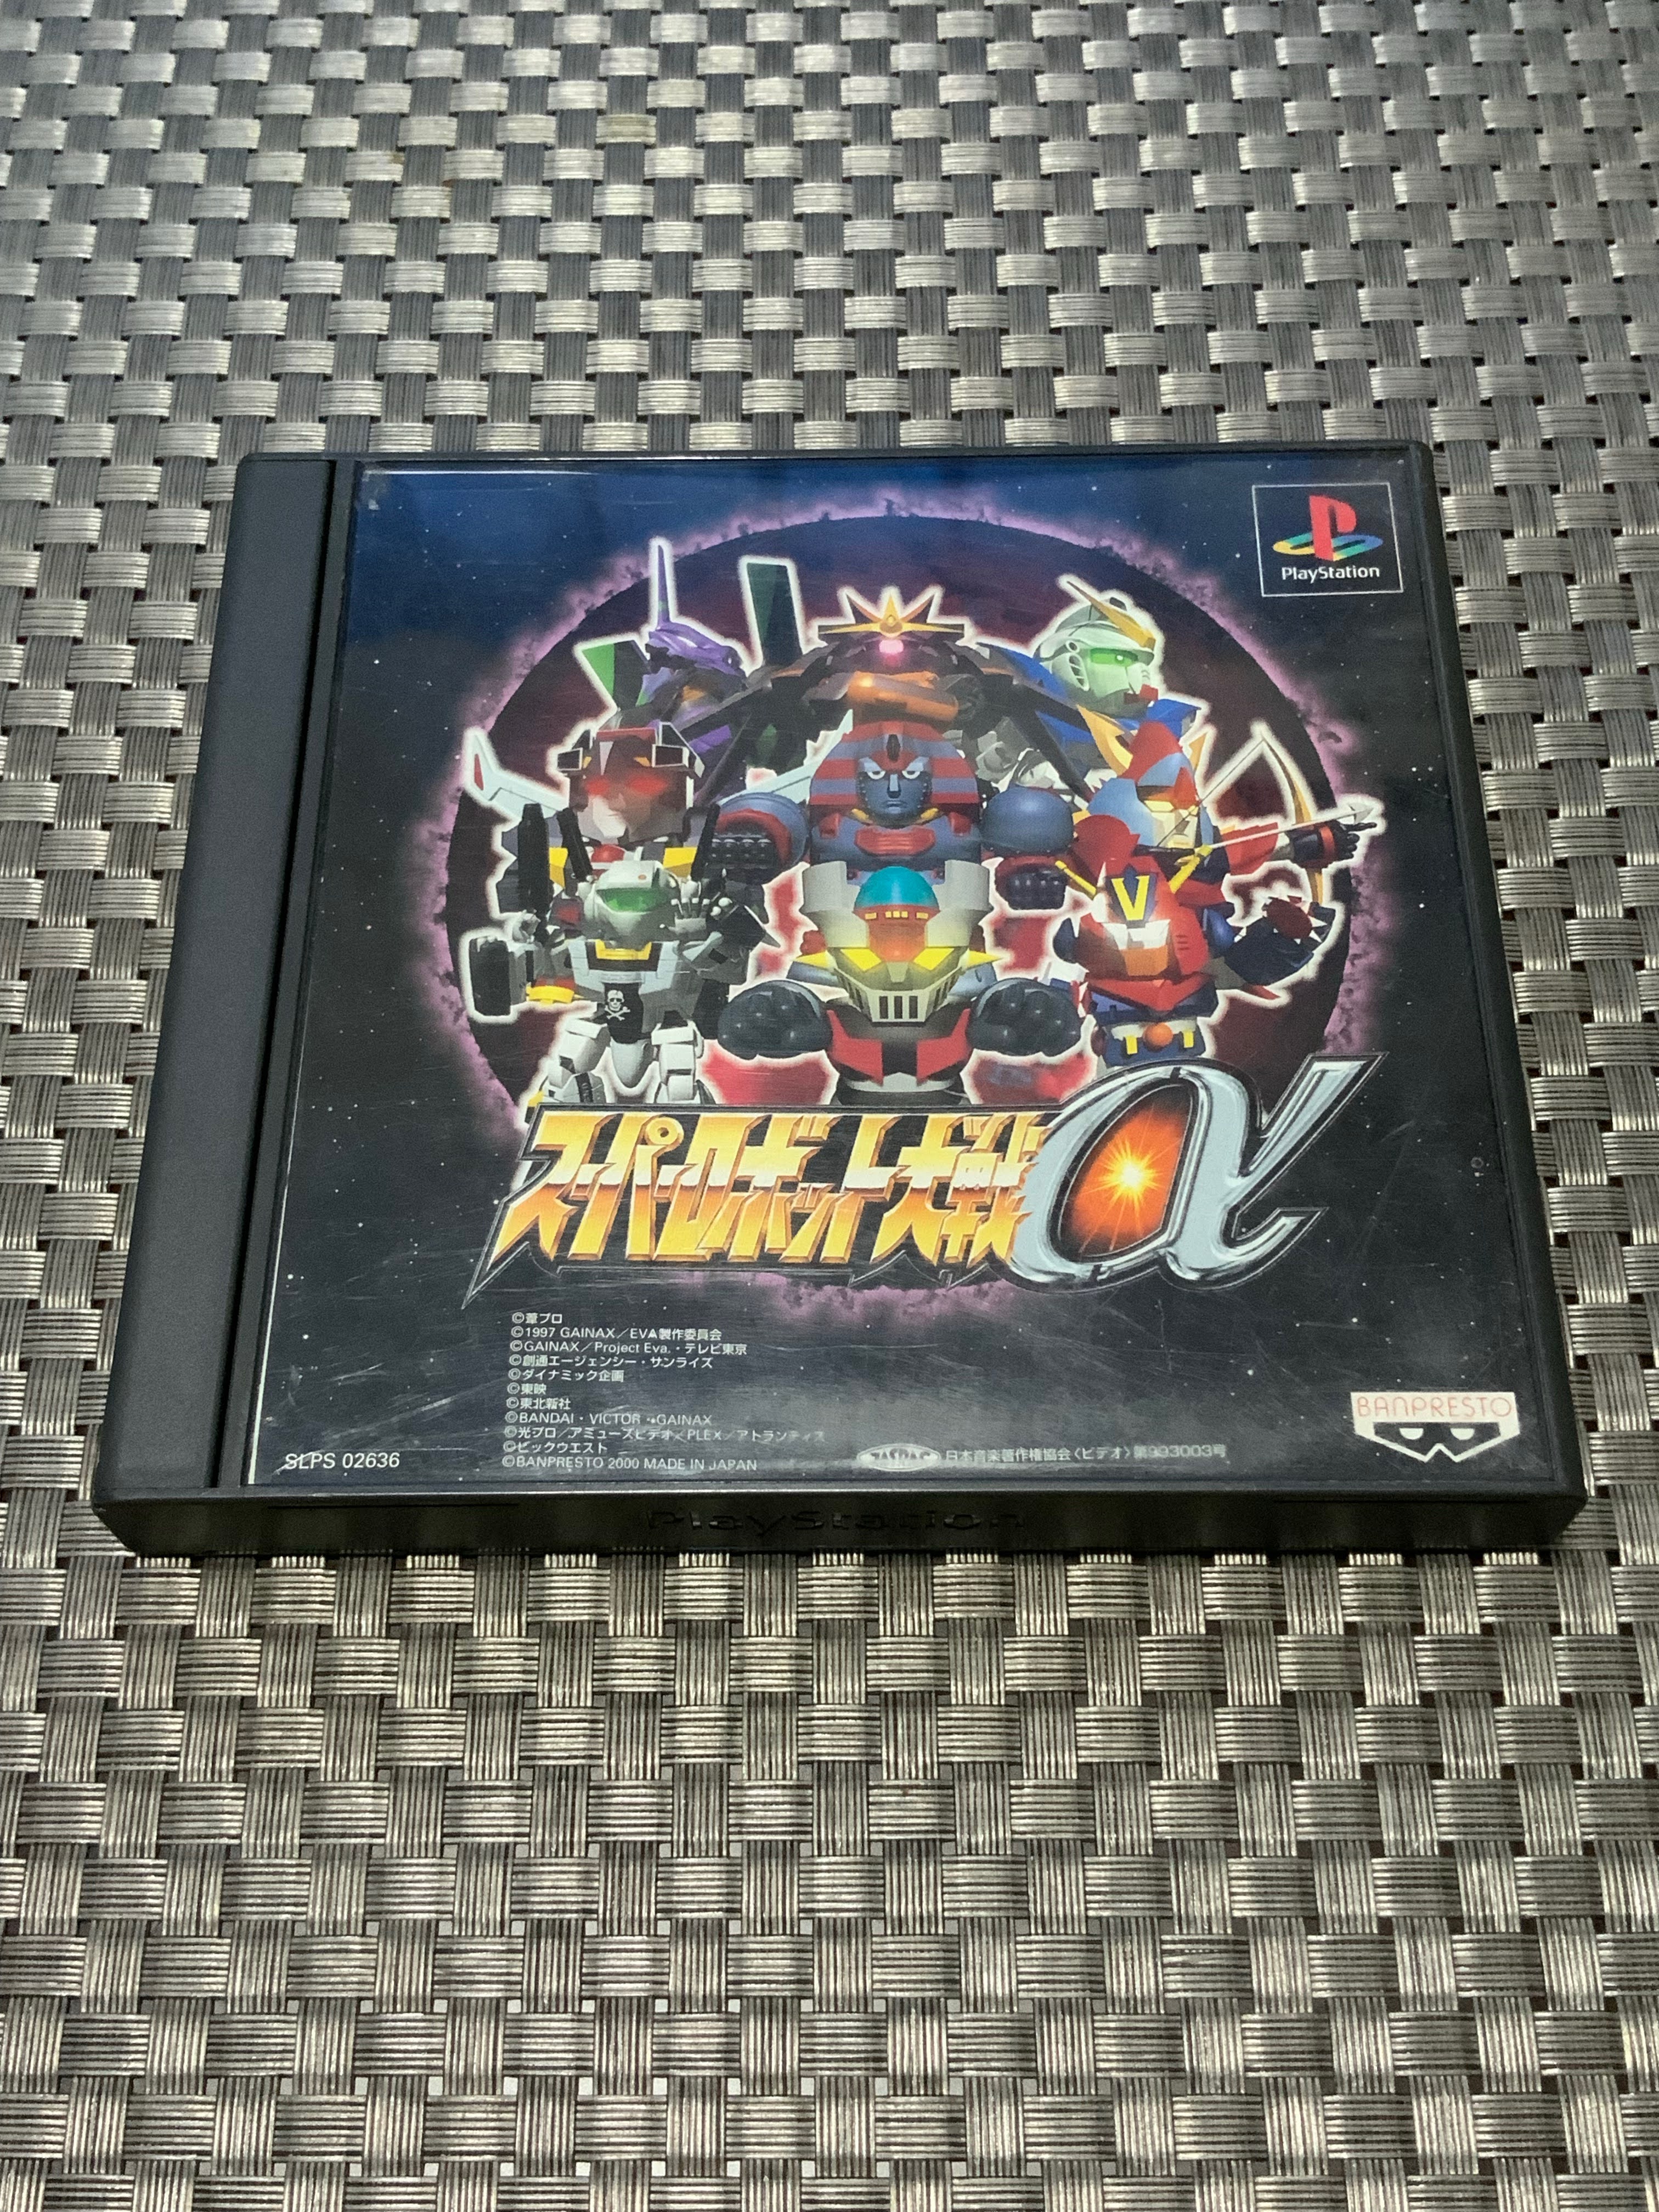 PlayStation
V
スーパーロボット大戦α
©葦プロ
©1997 GAINAX／EVA製作委員会
©GAINAX／Project Eva.・テレビ東京
©創通エージェンシー・サンライズ
©ダイナミック企画
©東映
©東北新社
©BANDAI・VICTOR・GAINAX
©光プロ／アミューズビデオ／PLEX／アトランティス
©ビックウエスト
©BANPRESTO 2000 MADE IN JAPAN
SLPS 02636
JASRAC
日本音楽著作権協会〈ビデオ〉第993003号
BANPRESTO
PlayStation